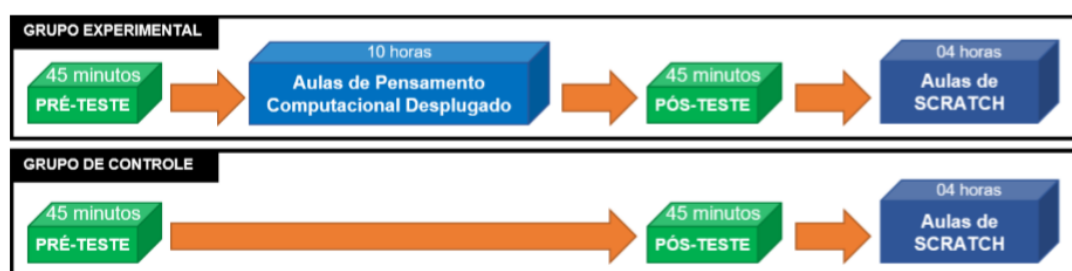 GRUPO EXPERIMENTAL
45 minutos
PRÉ-TESTE
10 horas
Aulas de Pensamento
Computacional Desplugado
45 minutos
PÓS-TESTE
04 horas
Aulas de
SCRATCH
GRUPO DE CONTROLE
45 minutos
PRÉ-TESTE
45 minutos
PÓS-TESTE
04 horas
Aulas de
SCRATCH